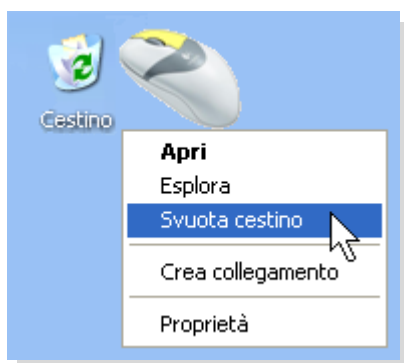 Cestino
Apri
Esplora
Svuota cestino
Crea collegamento
Proprietà